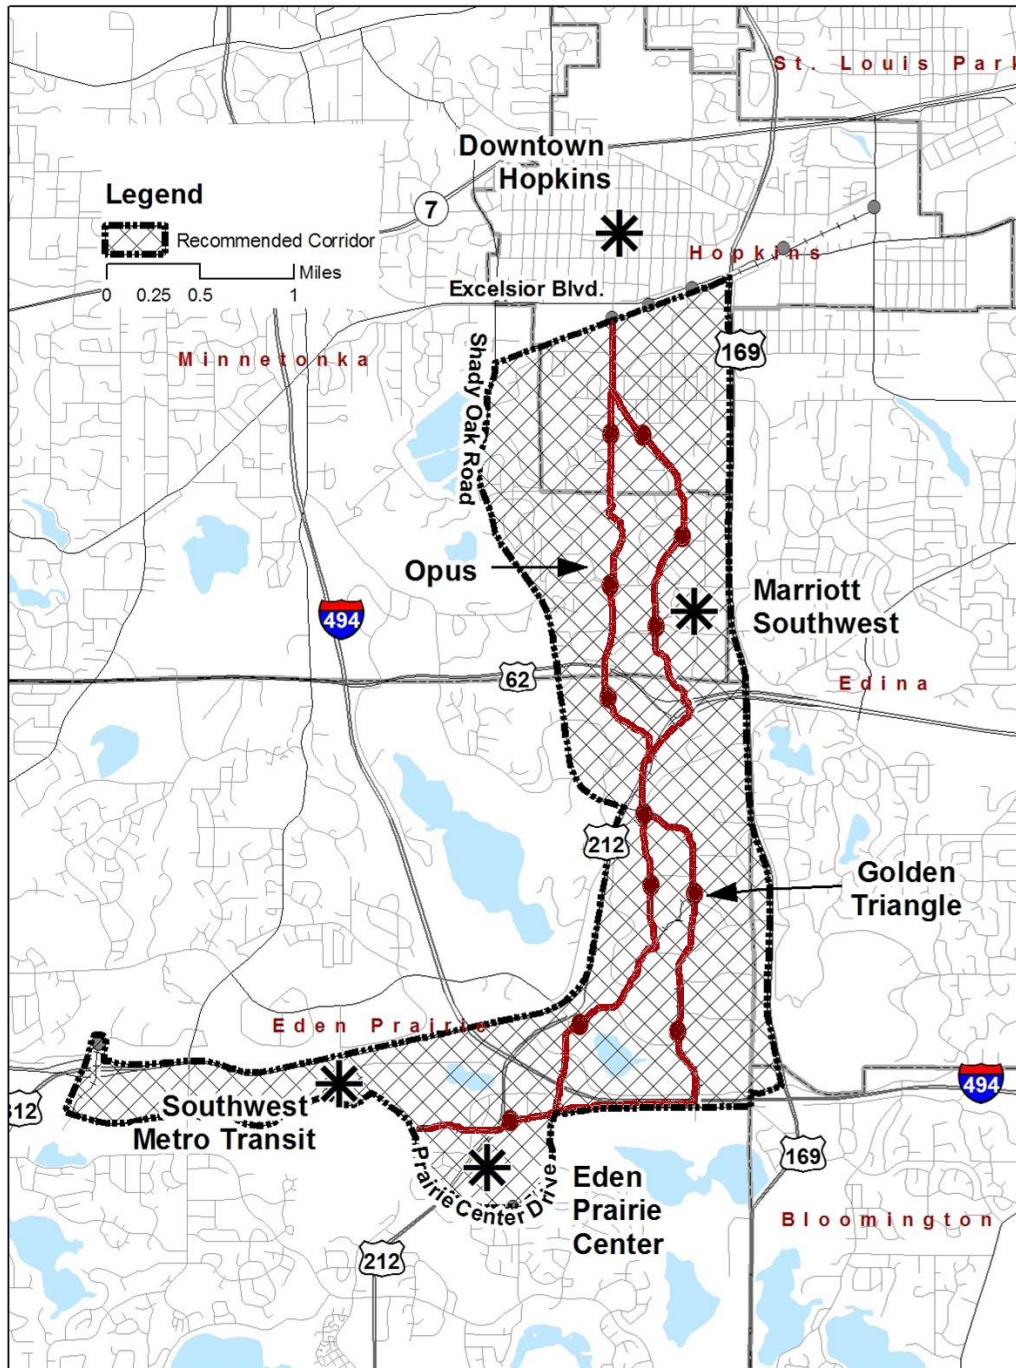 St. Louis Park
Downtown
Hopkins
Legend
7
Recommended Corridor
Hopkins
Miles
0 0.25 0.5 1
Excelsior Blvd.
169
Minnetonka
Shady Oak Road
Opus
Marriott
Southwest
494
62
Edina
212
Golden
Triangle
Eden Prairie
494
312
Southwest
Metro Transit
169
Prairie Center Drive
Eden
Prairie
Center
Bloomington
212